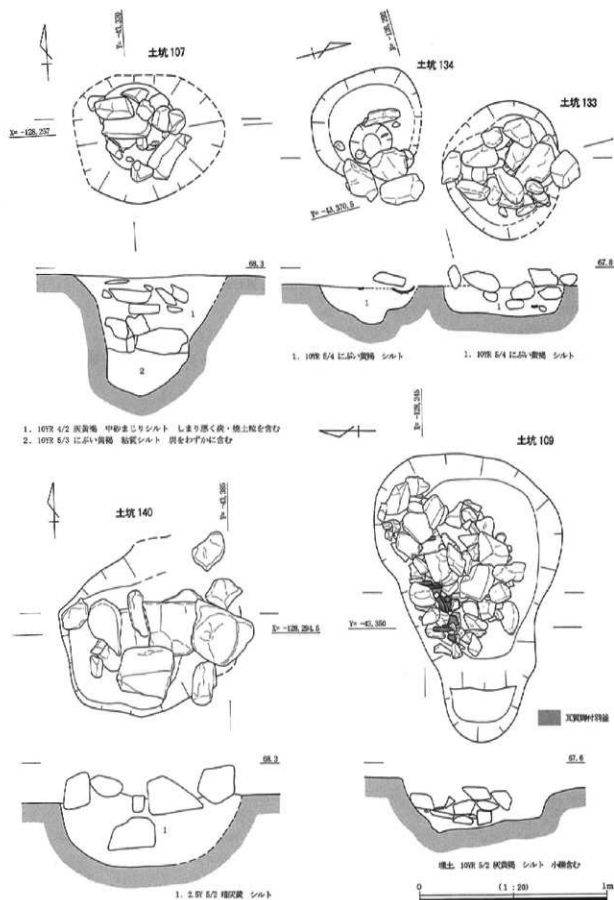 土坑 107
土坑 134
土坑 133
X= -128,257
68.3
67.8
1
2
1
1
1. 10YR 4/2 灰黄褐 中砂まじりシルト しまり悪く炭・焼土粒を含む
2. 10YR 5/3 にぶい黄褐 粘質シルト 炭をわずかに含む
1. 10YR 5/4 にぶい黄褐 シルト
1. 10YR 5/4 にぶい黄褐 シルト
Y= -43,370.5
土坑 140
土坑 109
X= -128,294.5
Y= -43,350
瓦質脚付羽釜
68.3
67.6
1
1. 2.5Y 5/2 暗灰黄 シルト
埋土 10YR 5/2 灰黄褐 シルト 小礫含む
0 (1:20) 1m